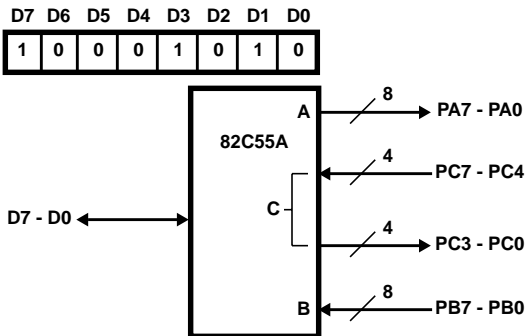 D7 D6 D5 D4 D3 D2 D1 D0
1 0 0 0 1 0 1 0
8
A
PA7 - PA0
82C55A
4
PC7 - PC4
C
D7 - D0
4
PC3 - PC0
8
B
PB7 - PB0